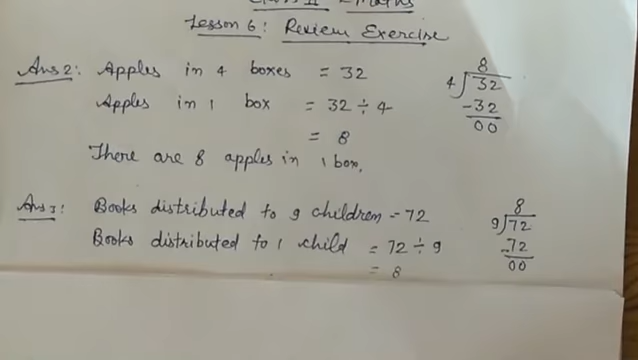 Lesson 6: Review Exercise
Ans 2: Apples in 4 boxes = 32
Apples in 1 box = 32 ÷ 4
= 8
There are 8 apples in 1 box.
8
4 32
-32
00
Ans 3: Books distributed to 9 children = 72
Books distributed to 1 child = 72 ÷ 9
= 8
8
9 72
-72
00